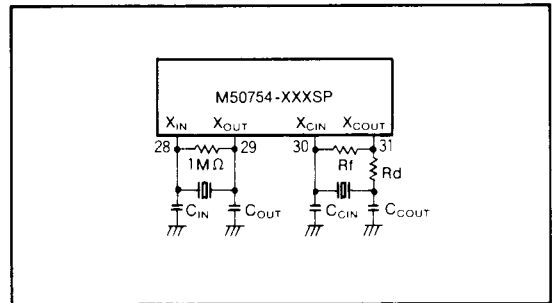 M50754-XXXSP
XIN XOUT XCIN XCOUT
28 29 30 31
1MΩ Rf Rd
CIN COUT CCIN CCOUT